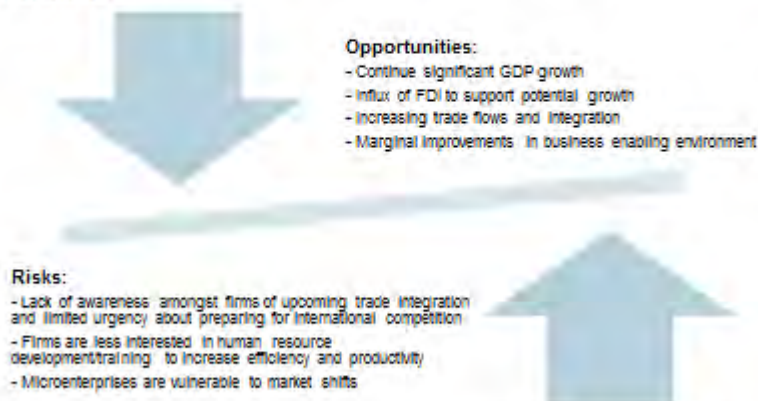 Opportunities:
- Continue significant GDP growth
- Influx of FDI to support potential growth
- Increasing trade flows and integration
- Marginal improvements in business enabling environment
Risks:
- Lack of awareness amongst firms of upcoming trade integration
and limited urgency about preparing for international competition
- Firms are less interested in human resource
development/training to increase efficiency and productivity
- Microenterprises are vulnerable to market shifts